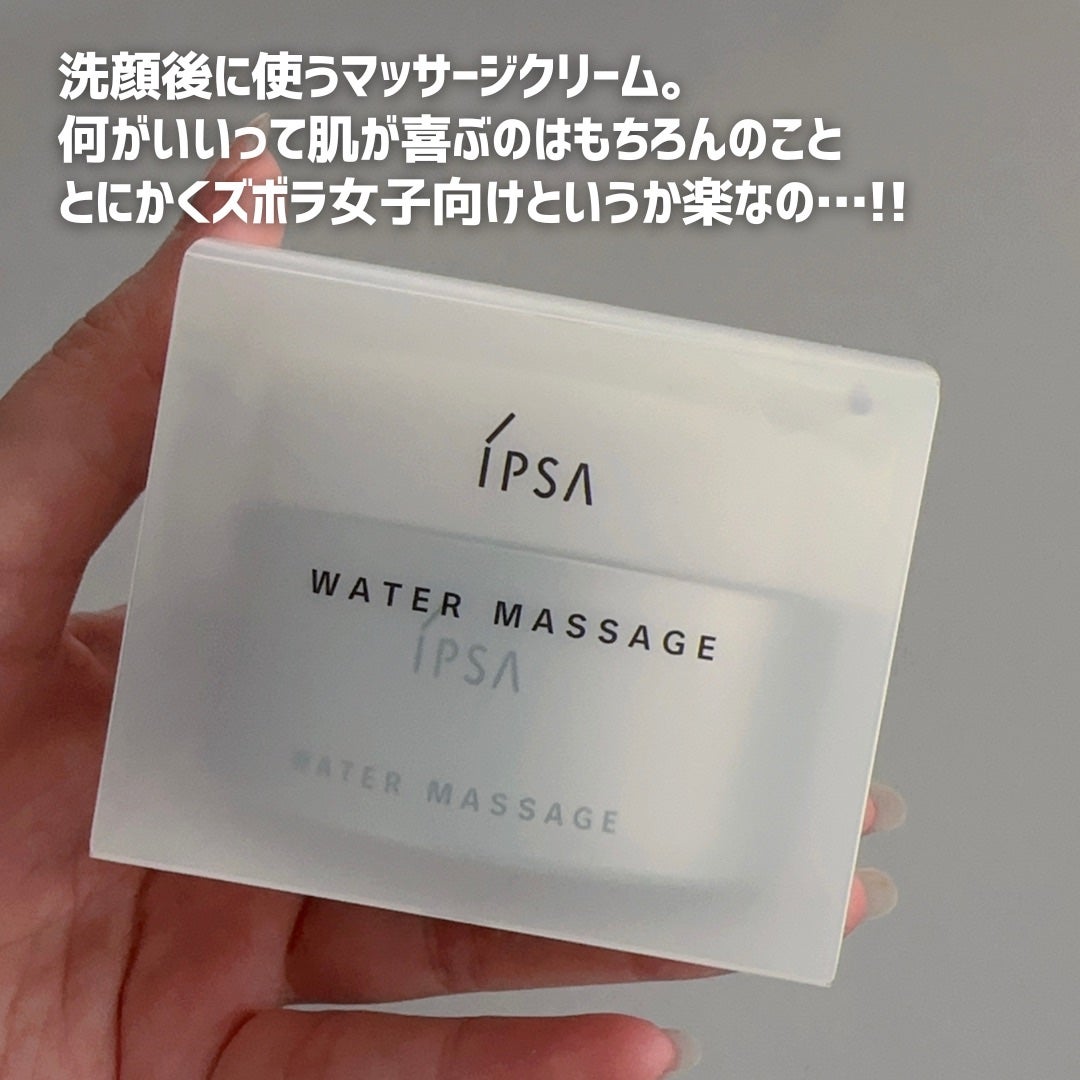 洗顔後に使うマッサージクリーム。
何がいいって肌が喜ぶのはもちろんのこと
とにかくズボラ女子向けというか楽なの…!!
ÍPSA
WATER MASSAGE
ÍPSA
WATER MASSAGE